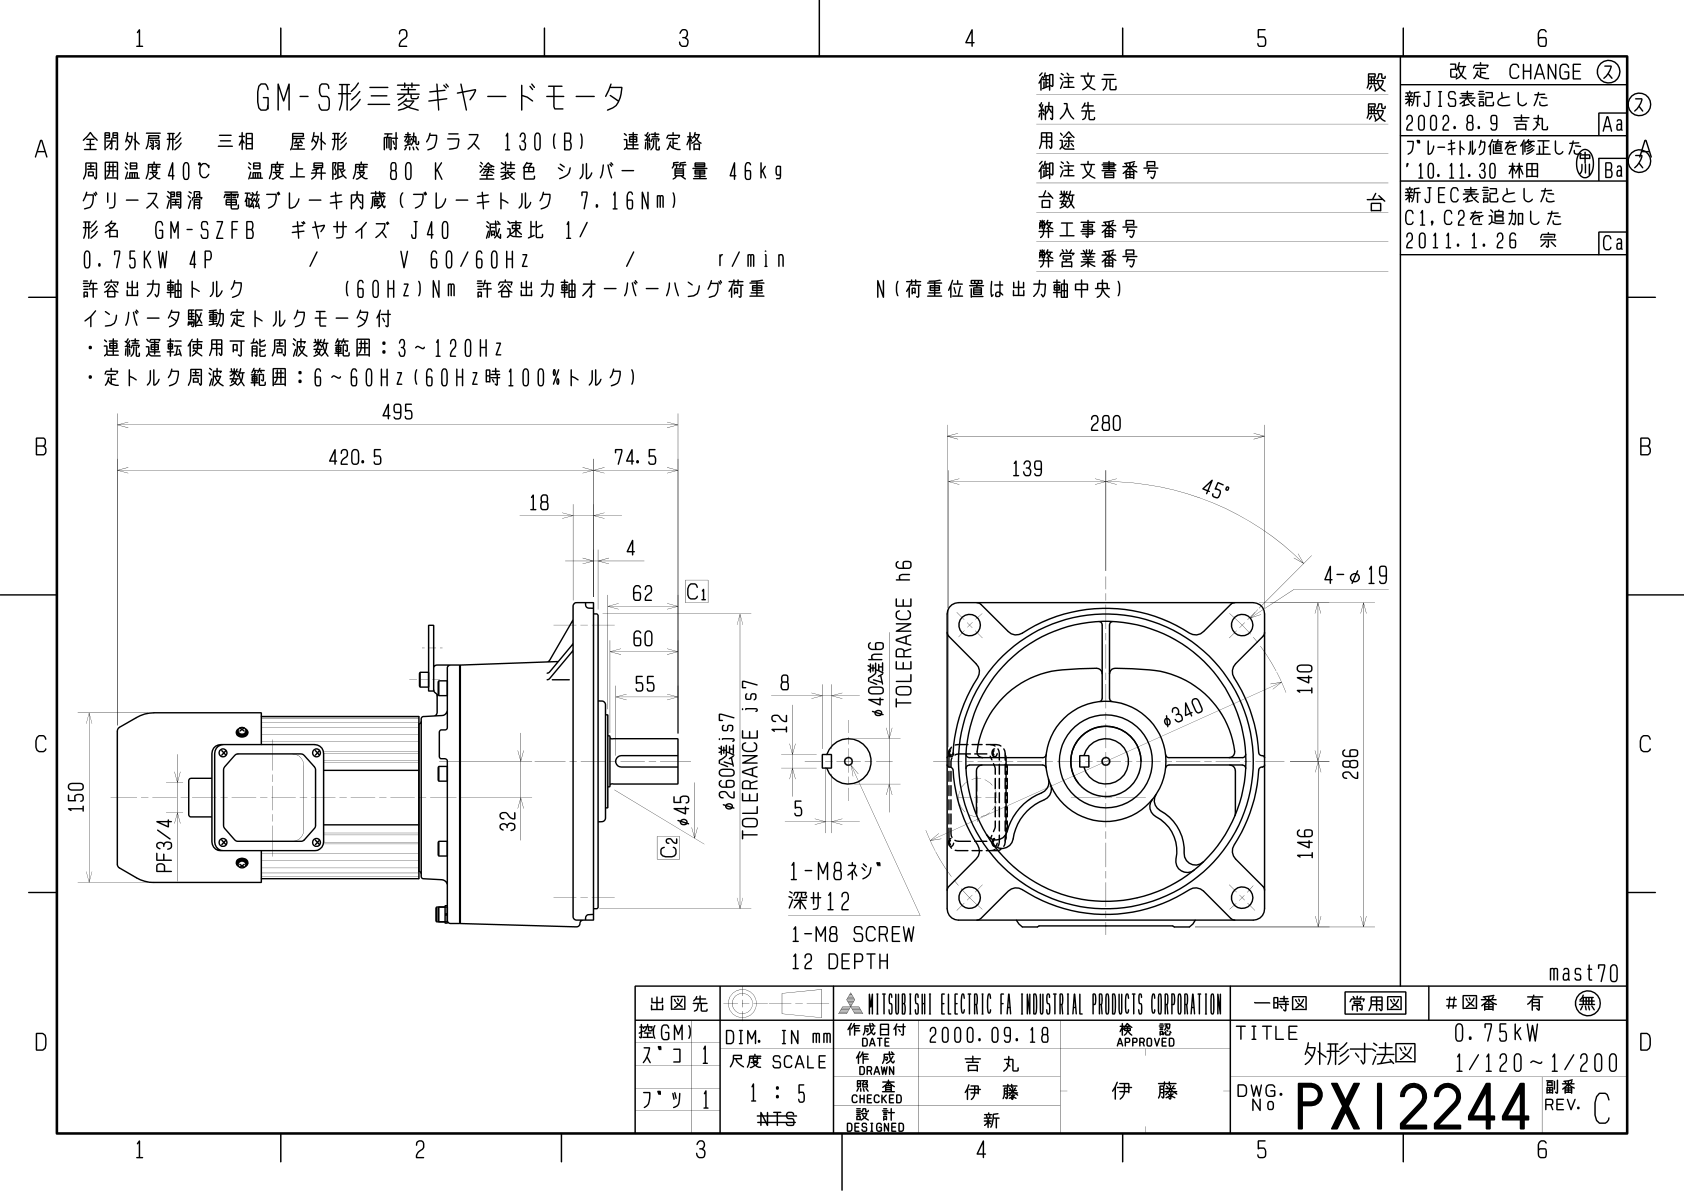 1 2 3 4 5 6
A
B
C
D
A
B
C
D
GM-S形三菱ギヤードモータ
全閉外扇形 三相 屋外形 耐熱クラス 130(B) 連続定格
周囲温度40℃ 温度上昇限度 80 K 塗装色 シルバー 質量 46kg
グリース潤滑 電磁ブレーキ内蔵(ブレーキトルク 7.16Nm)
形名 GM-SZFB ギヤサイズ J40 減速比 1/
0.75KW 4P / V 60/60Hz / r/min
許容出力軸トルク (60Hz)Nm 許容出力軸オーバーハング荷重 N(荷重位置は出力軸中央)
インバータ駆動定トルクモータ付
・連続運転使用可能周波数範囲:3~120Hz
・定トルク周波数範囲:6~60Hz(60Hz時100%トルク)
御注文元 殿
納入先 殿
用途
御注文書番号
台数 台
弊工事番号
弊営業番号
改定 CHANGE ス
新JIS表記とした ス
2002.8.9 吉丸 Aa
ブレーキトルク値を修正した
'10.11.30 林田 中川 Ba ス
新JEC表記とした
C1,C2を追加した
2011.1.26 宗 Ca
495
420.5 74.5
18
4
62 C1
60
55
150
PF3/4
32
φ45
C2
φ260公差js7
TOLERANCE js7
8
12
5
φ40公差h6
TOLERANCE h6
1-M8ネジ
深サ12
1-M8 SCREW
12 DEPTH
280
139
45°
4-φ19
φ340
140
286
146
mast70
出図先
控(GM)
ズコ 1
ブツ 1
DIM. IN mm
尺度 SCALE
1 : 5
NTS
MITSUBISHI ELECTRIC FA INDUSTRIAL PRODUCTS CORPORATION
作成日付
DATE
2000.09.18
検 認
APPROVED
作 成
DRAWN
吉 丸
照 査
CHECKED
伊 藤
伊 藤
設 計
DESIGNED
新
一時図 常用図 #図番 有 無
TITLE
外形寸法図
0.75kW
1/120~1/200
DWG.
No
PX12244
副番
REV.
C
1 2 3 4 5 6